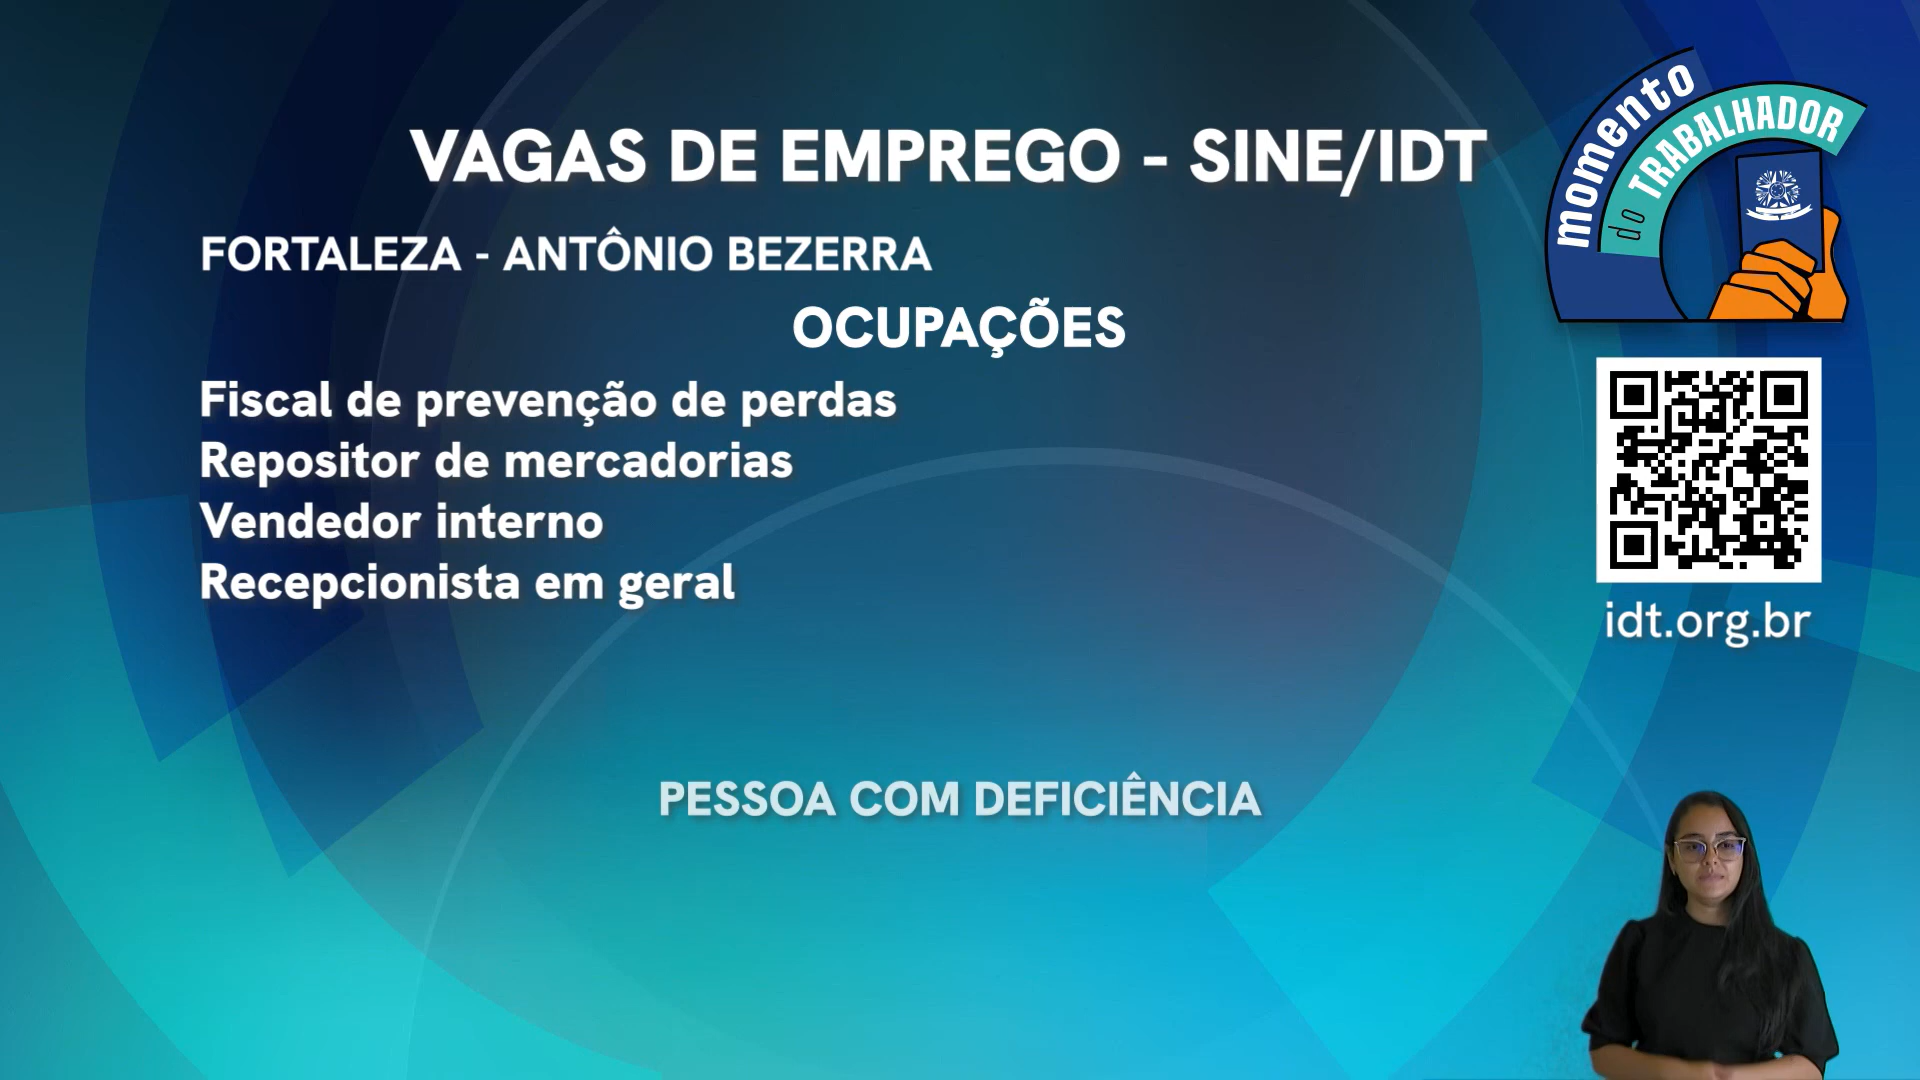 momento
do TRABALHADOR
VAGAS DE EMPREGO - SINE/IDT
FORTALEZA - ANTÔNIO BEZERRA
OCUPAÇÕES
Fiscal de prevenção de perdas
Repositor de mercadorias
Vendedor interno
Recepcionista em geral
idt.org.br
PESSOA COM DEFICIÊNCIA